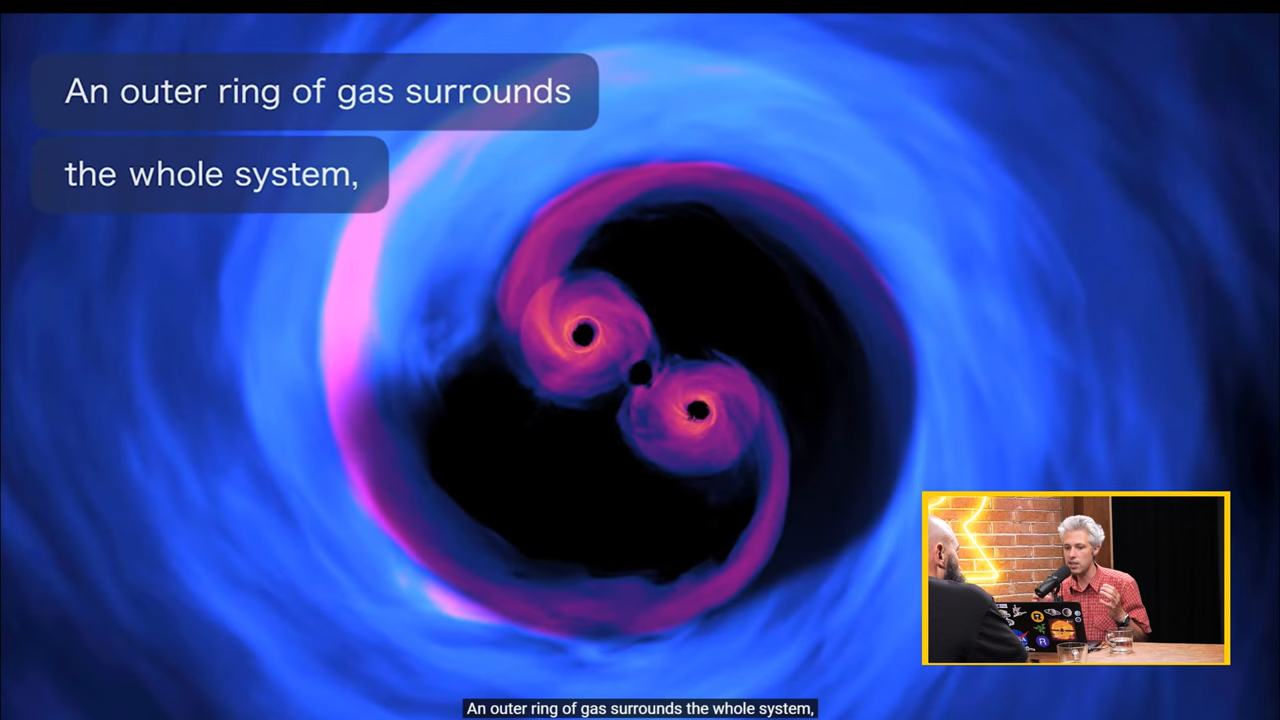 An outer ring of gas surrounds
the whole system,
An outer ring of gas surrounds the whole system,